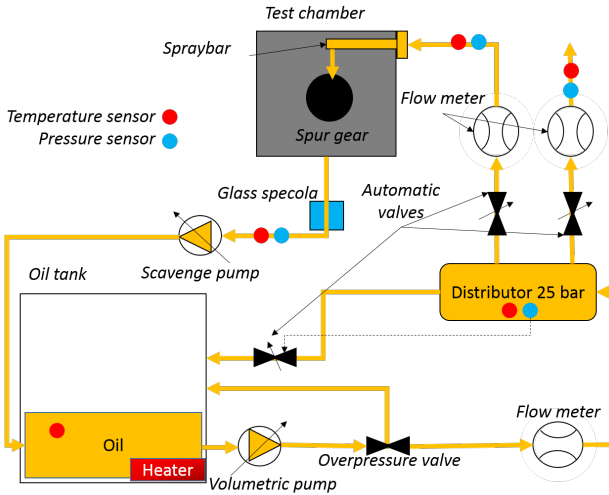 Test chamber
Spraybar
Flow meter
Temperature sensor
Pressure sensor
Spur gear
Glass specola
Automatic
valves
Scavenge pump
Oil tank
Distributor 25 bar
Oil
Heater
Flow meter
Overpressure valve
Volumetric pump